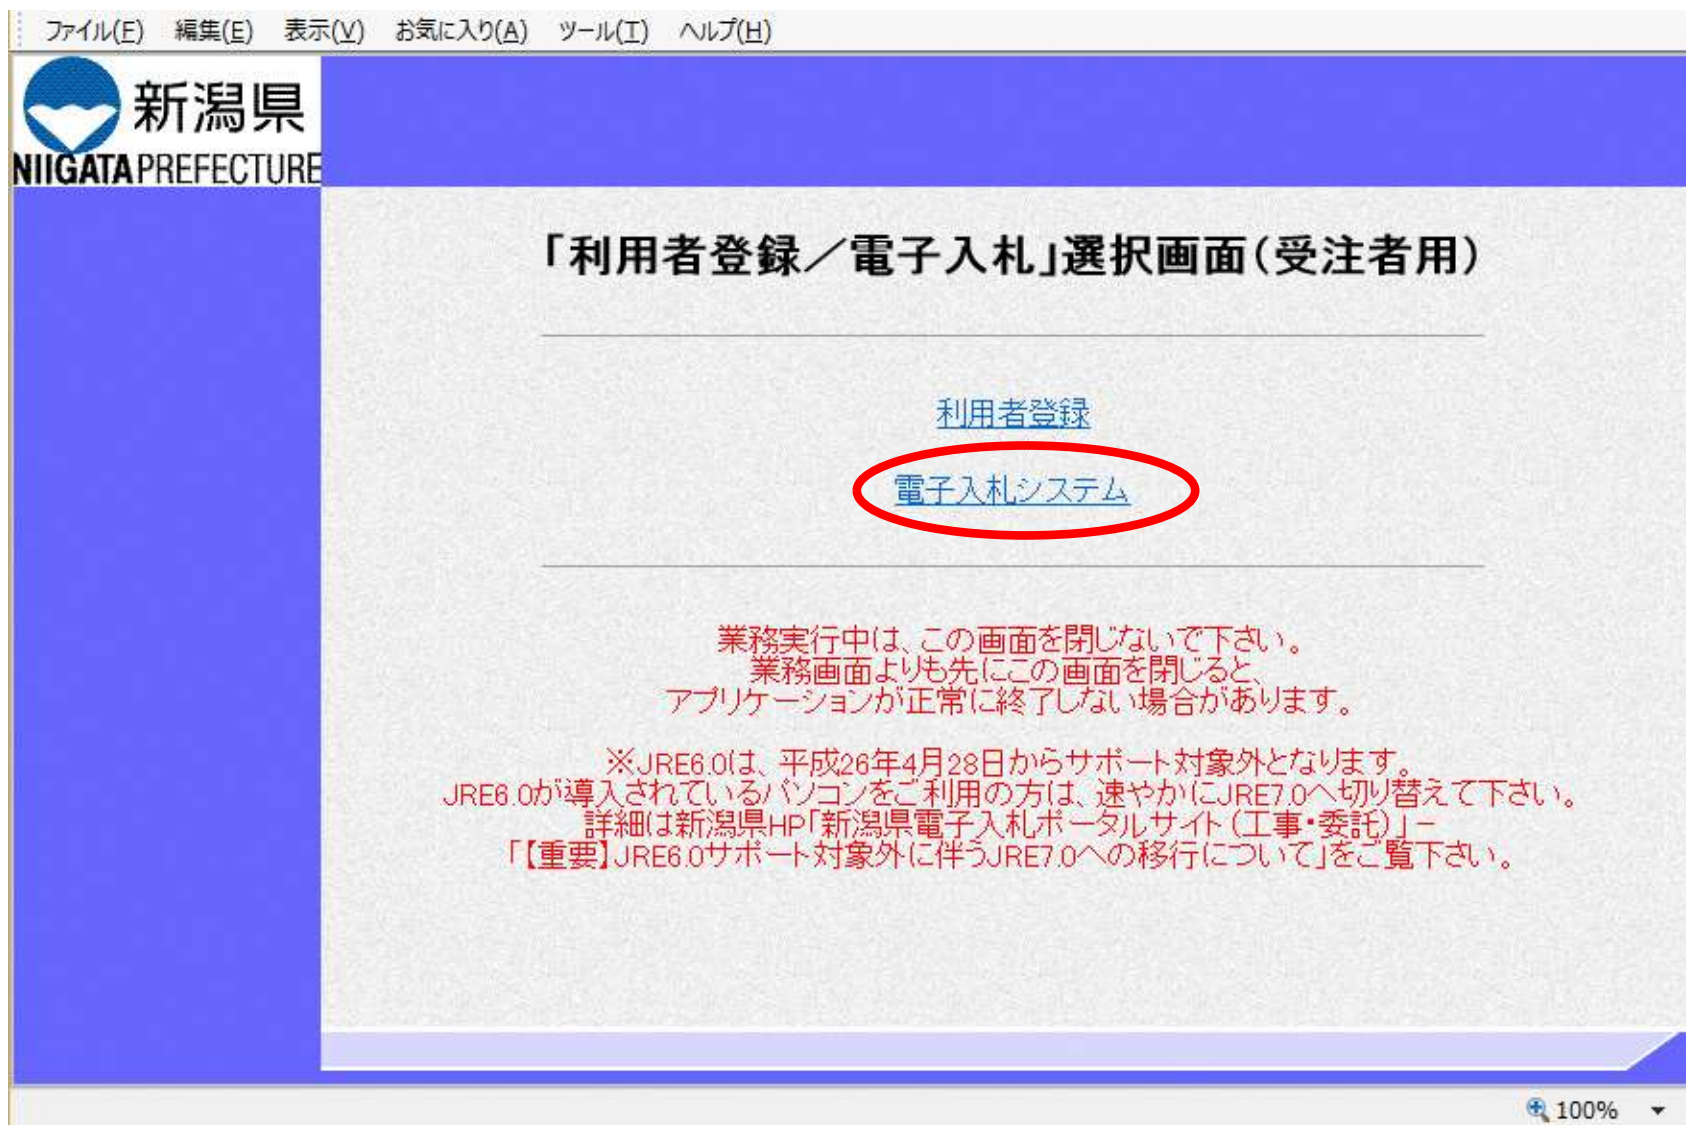 ファイル(F) 編集(E) 表示(V) お気に入り(A) ツール(T) ヘルプ(H)
新潟県
NIIGATA PREFECTURE
「利用者登録／電子入札」選択画面(受注者用)
利用者登録
電子入札システム
業務実行中は、この画面を閉じないで下さい。
業務画面よりも先にこの画面を閉じると、
アプリケーションが正常に終了しない場合があります。
※JRE6.0は、平成26年4月28日からサポート対象外となります。
JRE6.0が導入されているパソコンをご利用の方は、速やかにJRE7.0へ切り替えて下さい。
詳細は新潟県HP「新潟県電子入札ポータルサイト(工事・委託)」－
「【重要】JRE6.0サポート対象外に伴うJRE7.0への移行について」をご覧下さい。
100%